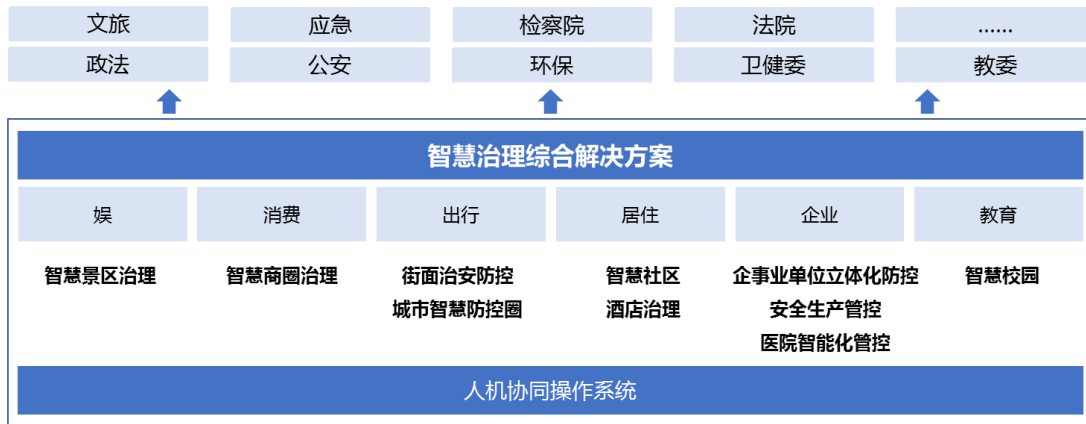 文旅 应急 检察院 法院 ......
政法 公安 环保 卫健委 教委
智慧治理综合解决方案
娱 消费 出行 居住 企业 教育
智慧景区治理 智慧商圈治理 街面治安防控 智慧社区 企事业单位立体化防控 智慧校园
城市智慧防控圈 酒店治理 安全生产管控
医院智能化管控
人机协同操作系统